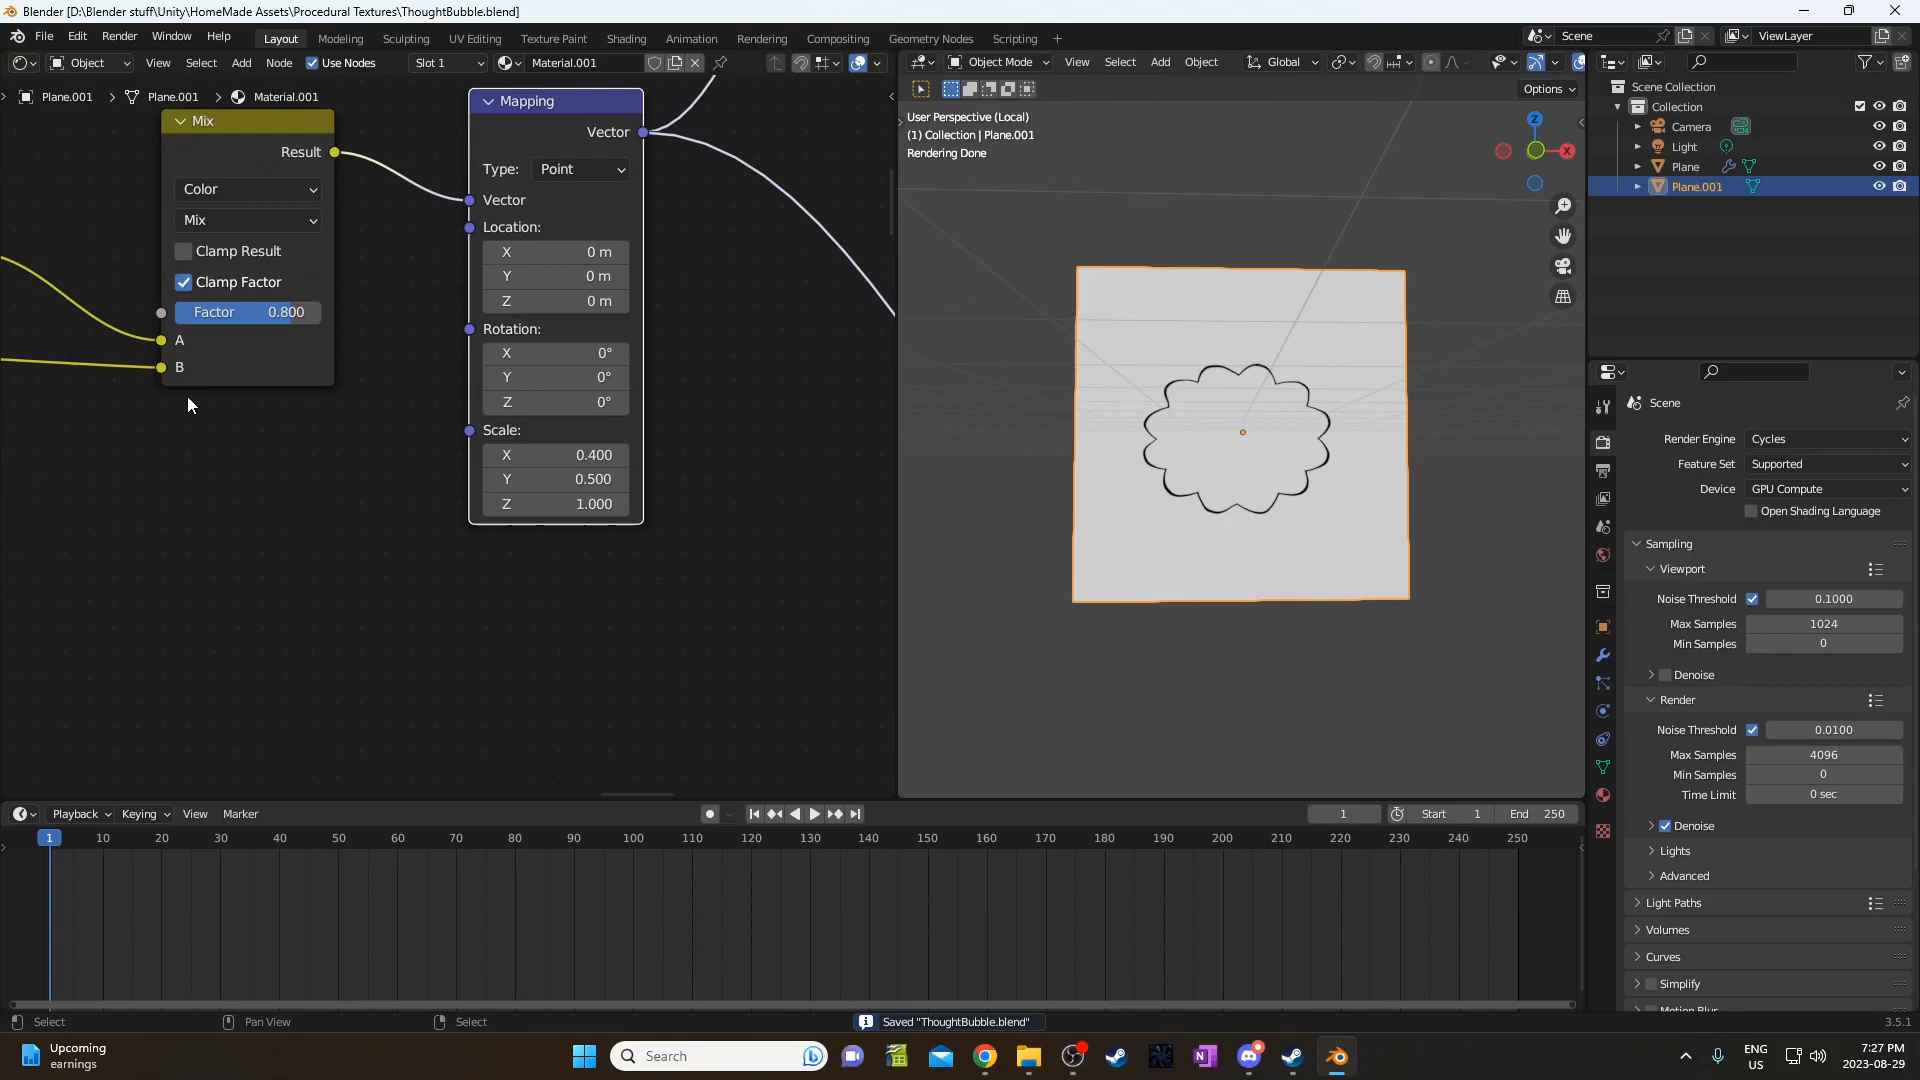 Blender [D:\Blender stuff\Unity\HomeMade Assets\Procedural Textures\ThoughtBubble.blend]
File Edit Render Window Help Layout Modeling Sculpting UV Editing Texture Paint Shading Animation Rendering Compositing Geometry Nodes Scripting + Scene ViewLayer
Object View Select Add Node Use Nodes Slot 1 Material.001
Object Mode View Select Add Object Global
Options
Plane.001 > Plane.001 > Material.001
Mix
Result
Color
Mix
Clamp Result
Clamp Factor
Factor 0.800
A
B
Mapping
Vector
Type: Point
Vector
Location:
X 0 m
Y 0 m
Z 0 m
Rotation:
X 0°
Y 0°
Z 0°
Scale:
X 0.400
Y 0.500
Z 1.000
User Perspective (Local)
(1) Collection | Plane.001
Rendering Done
Z
X
Scene Collection
Collection
Camera
Light
Plane
Plane.001
Scene
Render Engine Cycles
Feature Set Supported
Device GPU Compute
Open Shading Language
Sampling
Viewport
Noise Threshold 0.1000
Max Samples 1024
Min Samples 0
Denoise
Render
Noise Threshold 0.0100
Max Samples 4096
Min Samples 0
Time Limit 0 sec
Denoise
Lights
Advanced
Light Paths
Volumes
Curves
Simplify
Motion Blur
Playback Keying View Marker 1 Start 1 End 250
1 10 20 30 40 50 60 70 80 90 100 110 120 130 140 150 160 170 180 190 200 210 220 230 240 250
Select Pan View Select Saved "ThoughtBubble.blend" 3.5.1
Upcoming
earnings
Search
ENG
US
7:27 PM
2023-08-29